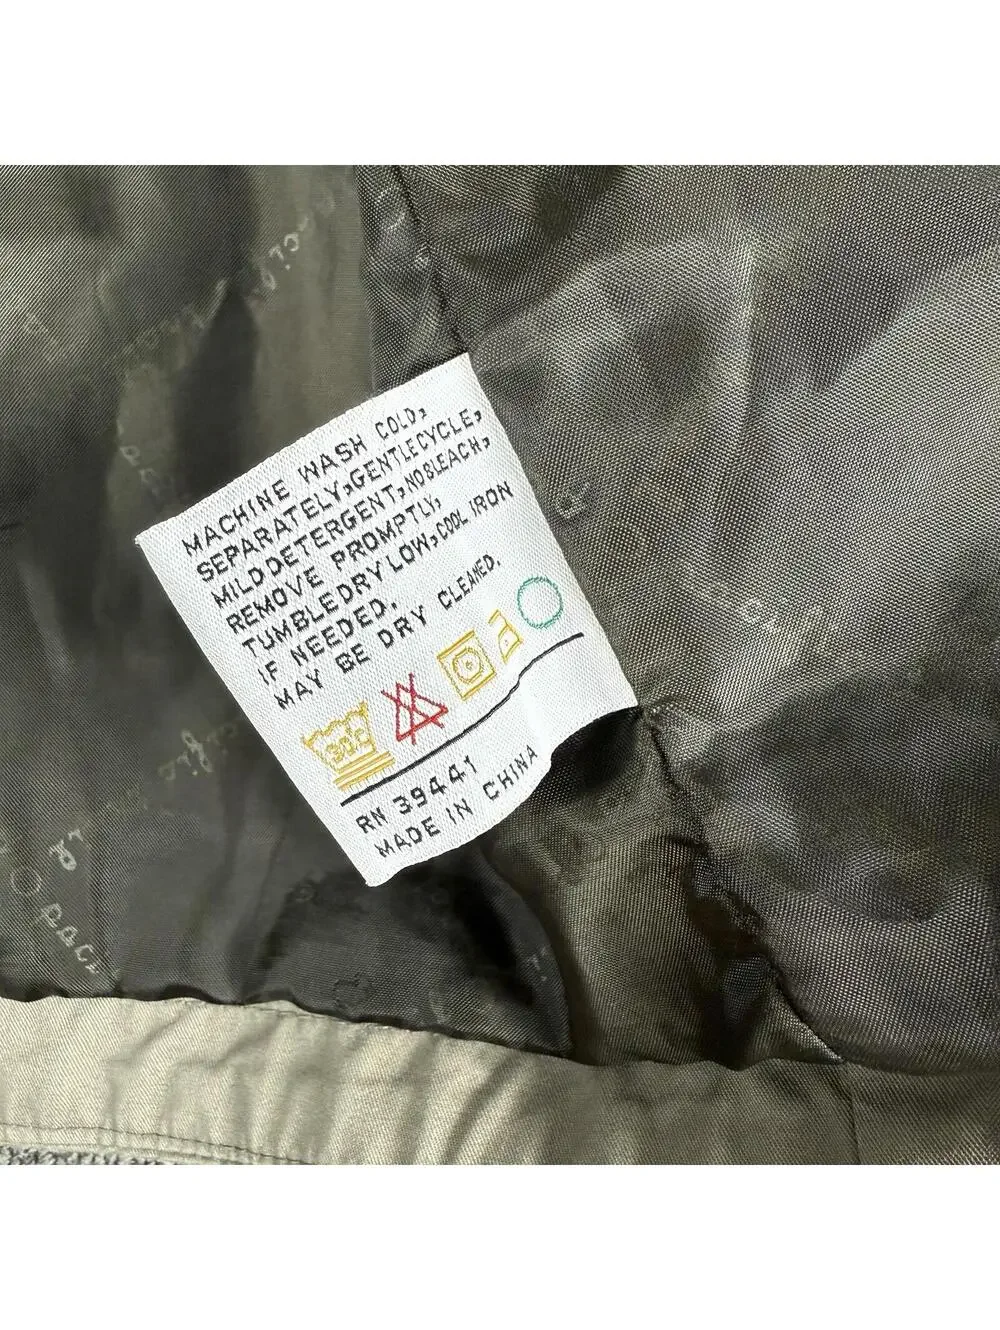 MACHINE WASH COLD,
SEPARATELY,GENTLECYCLE,
MILDDETERGENT,NOBLEACH,
REMOVE PROMPTLY,
TUMBLEDRY LOW,COOL IRON
IF NEEDED.
MAY BE DRY CLEANED.
30°C
RN 39441
MADE IN CHINA